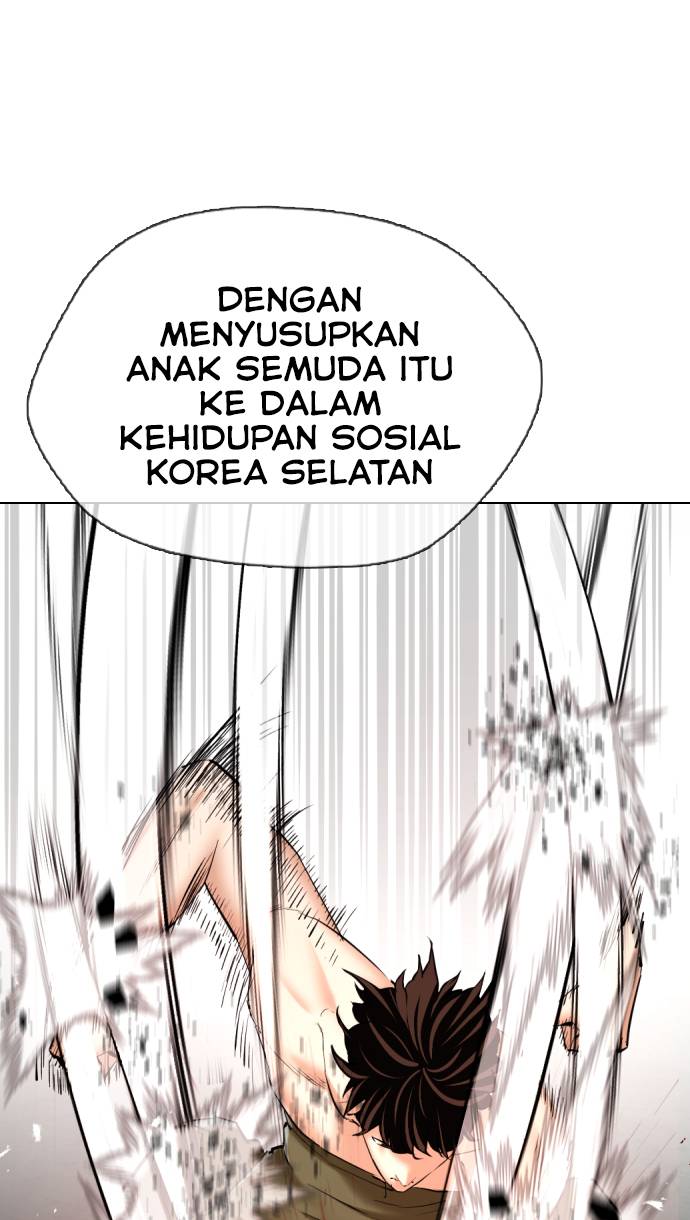 DENGAN
MENYUSUPKAN
ANAK SEMUDA ITU
KE DALAM
KEHIDUPAN SOSIAL
KOREA SELATAN